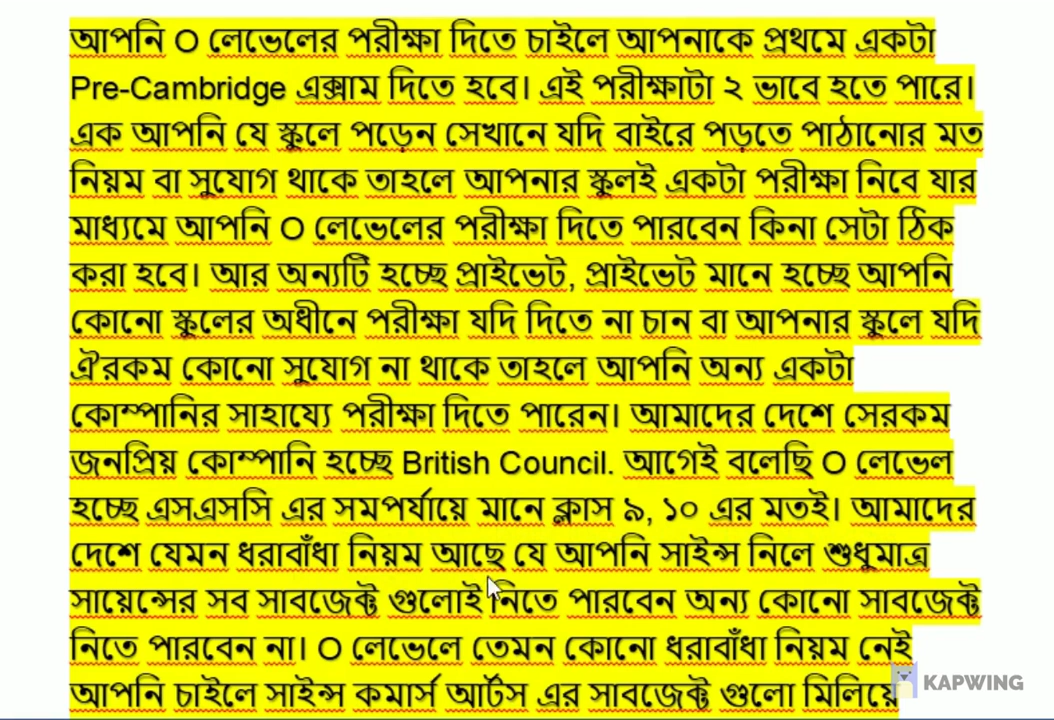 আপনি O লেভেলের পরীক্ষা দিতে চাইলে আপনাকে প্রথমে একটা
Pre-Cambridge এক্সাম দিতে হবে। এই পরীক্ষাটা ২ ভাবে হতে পারে।
এক আপনি যে স্কুলে পড়েন সেখানে যদি বাইরে পড়তে পাঠানোর মত
নিয়ম বা সুযোগ থাকে তাহলে আপনার স্কুলই একটা পরীক্ষা নিবে যার
মাধ্যমে আপনি O লেভেলের পরীক্ষা দিতে পারবেন কিনা সেটা ঠিক
করা হবে। আর অন্যটি হচ্ছে প্রাইভেট, প্রাইভেট মানে হচ্ছে আপনি
কোনো স্কুলের অধীনে পরীক্ষা যদি দিতে না চান বা আপনার স্কুলে যদি
ঐরকম কোনো সুযোগ না থাকে তাহলে আপনি অন্য একটা
কোম্পানির সাহায্যে পরীক্ষা দিতে পারেন। আমাদের দেশে সেরকম
জনপ্রিয় কোম্পানি হচ্ছে British Council. আগেই বলেছি O লেভেল
হচ্ছে এসএসসি এর সমপর্যায়ে মানে ক্লাস ৯, ১০ এর মতই। আমাদের
দেশে যেমন ধরাবাঁধা নিয়ম আছে যে আপনি সাইন্স নিলে শুধুমাত্র
সায়েন্সের সব সাবজেক্ট গুলোই নিতে পারবেন অন্য কোনো সাবজেক্ট
নিতে পারবেন না। O লেভেলে তেমন কোনো ধরাবাঁধা নিয়ম নেই
আপনি চাইলে সাইন্স কমার্স আর্টস এর সাবজেক্ট গুলো মিলিয়ে
KAPWING